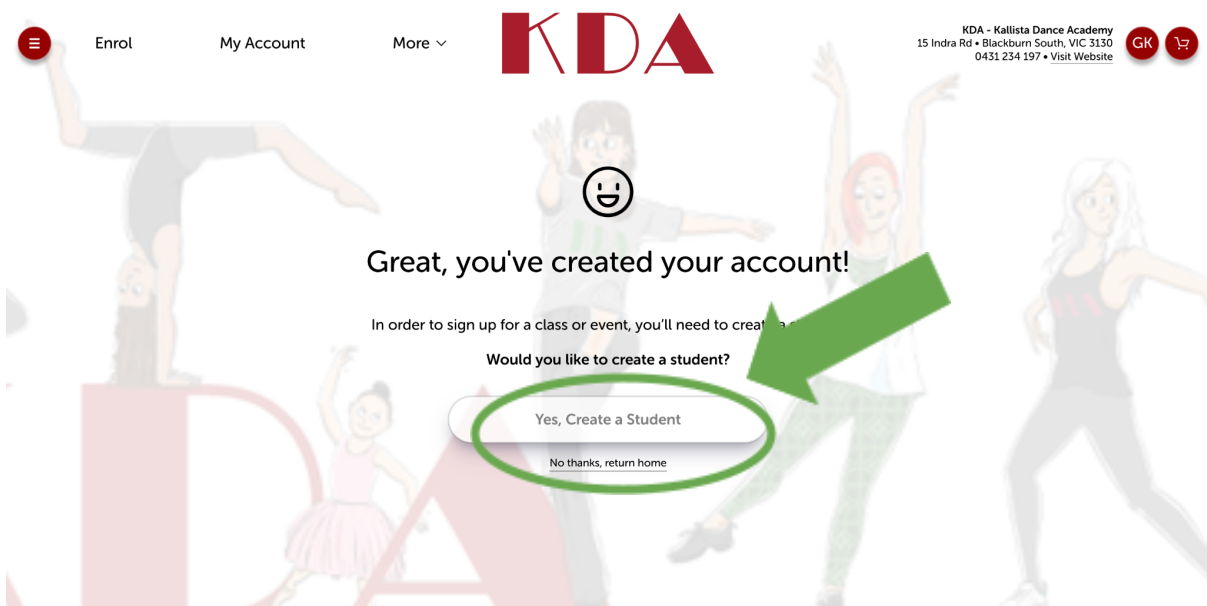 Enrol
My Account
More
KDA
KDA - Kallista Dance Academy
15 Indra Rd • Blackburn South, VIC 3130
0431 234 197 • Visit Website
GK
Great, you've created your account!
In order to sign up for a class or event, you'll need to create a
Would you like to create a student?
Yes, Create a Student
No thanks, return home